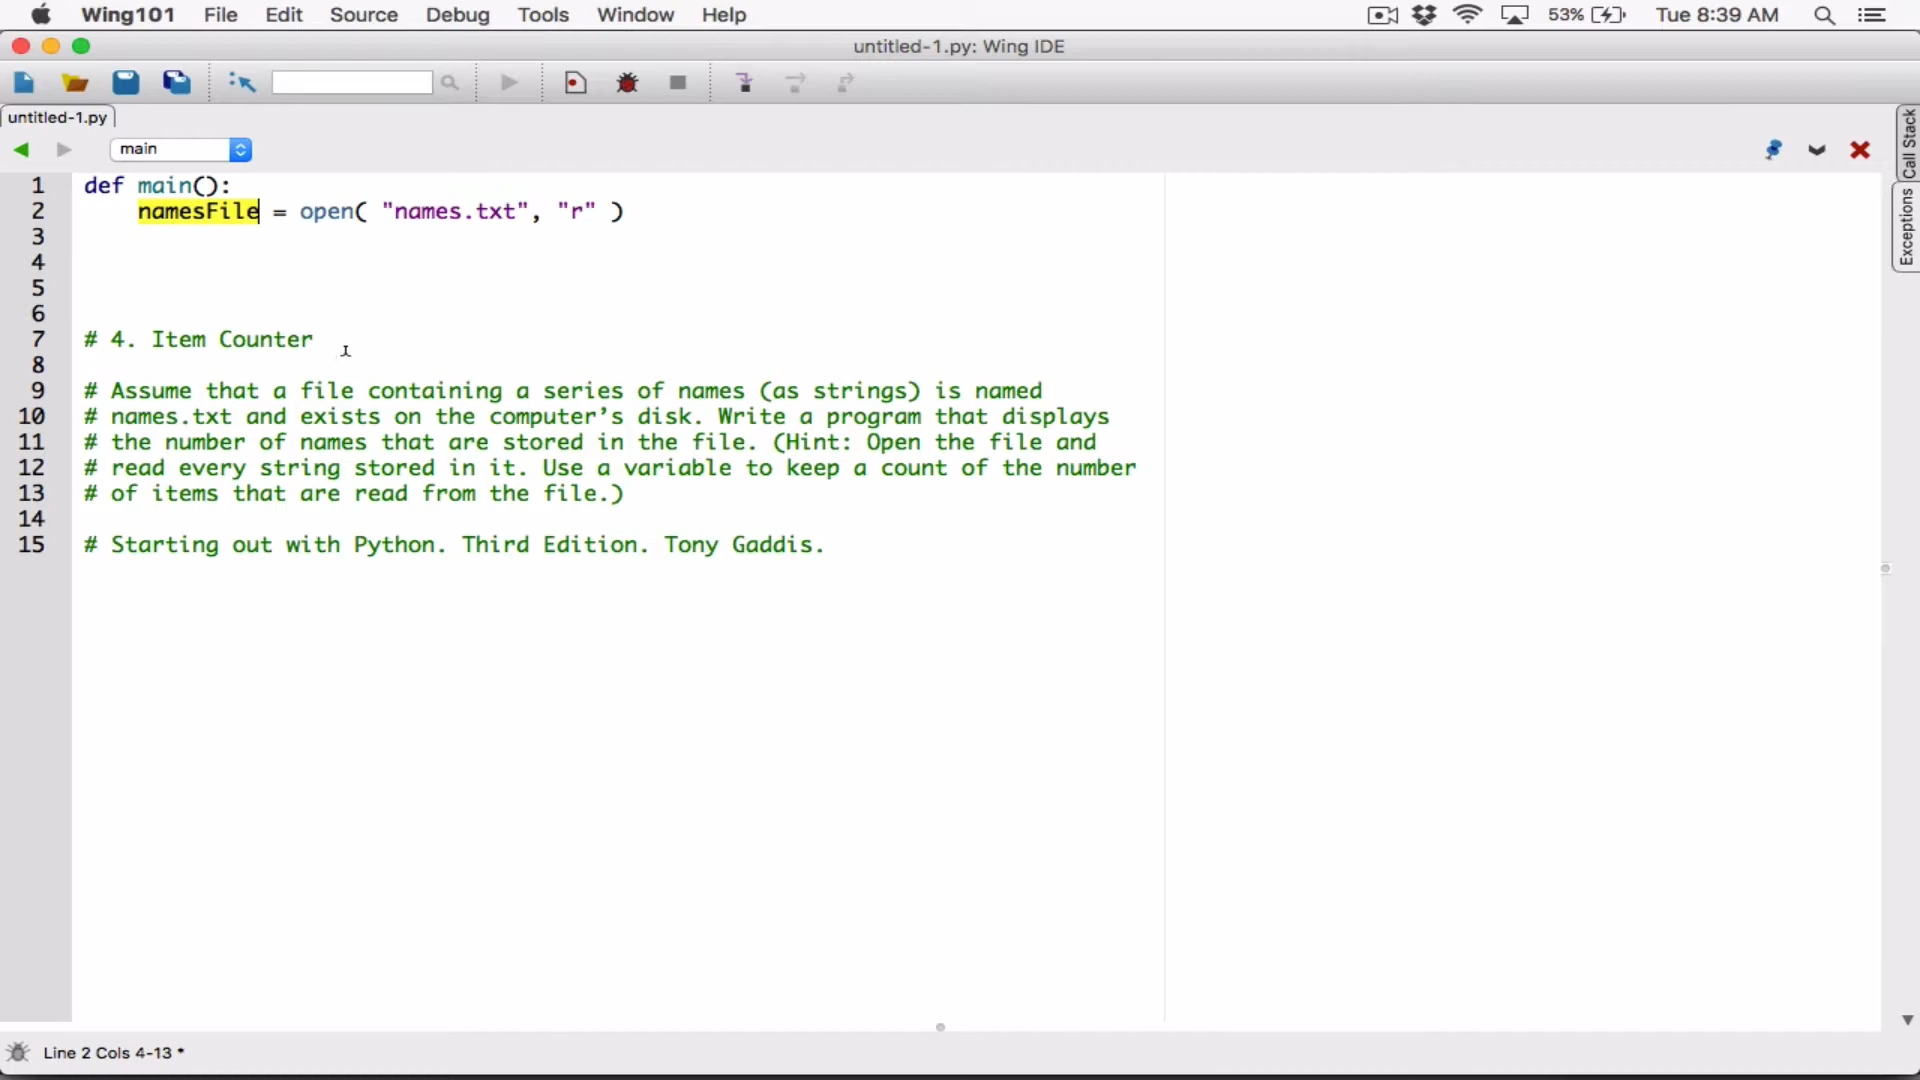 Wing101 File Edit Source Debug Tools Window Help 53% Tue 8:39 AM
untitled-1.py: Wing IDE
untitled-1.py
main
Call Stack
Exceptions
1 def main():
2 namesFile = open( "names.txt", "r" )
3
4
5
6
7 # 4. Item Counter
8
9 # Assume that a file containing a series of names (as strings) is named
10 # names.txt and exists on the computer’s disk. Write a program that displays
11 # the number of names that are stored in the file. (Hint: Open the file and
12 # read every string stored in it. Use a variable to keep a count of the number
13 # of items that are read from the file.)
14
15 # Starting out with Python. Third Edition. Tony Gaddis.
Line 2 Cols 4-13 *